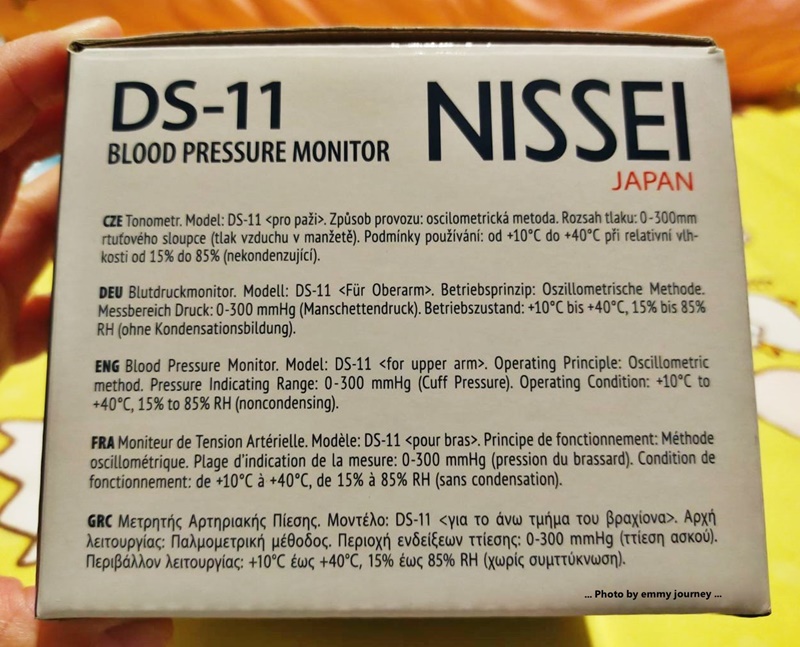 DS-11
BLOOD PRESSURE MONITOR
NISSEI
JAPAN
CZE Tonometr. Model: DS-11 <pro paži>. Způsob provozu: oscilometrická metoda. Rozsah tlaku: 0-300mm
rtuťového sloupce (tlak vzduchu v manžetě). Podmínky používání: od +10°C do +40°C při relativní vlh-
kosti od 15% do 85% (nekondenzující).
DEU Blutdruckmonitor. Modell: DS-11 <Für Oberarm>. Betriebsprinzip: Oszillometrische Methode.
Messbereich Druck: 0-300 mmHg (Manschettendruck). Betriebszustand: +10°C bis +40°C, 15% bis 85%
RH (ohne Kondensationsbildung).
ENG Blood Pressure Monitor. Model: DS-11 <for upper arm>. Operating Principle: Oscillometric
method. Pressure Indicating Range: 0-300 mmHg (Cuff Pressure). Operating Condition: +10°C to
+40°C, 15% to 85% RH (noncondensing).
FRA Moniteur de Tension Artérielle. Modèle: DS-11 <pour bras>. Principe de fonctionnement: Méthode
oscillométrique. Plage d'indication de la mesure: 0-300 mmHg (pression du brassard). Condition de
fonctionnement: de +10°C à +40°C, de 15% à 85% RH (sans condensation).
GRC Μετρητής Αρτηριακής Πίεσης. Μοντέλο: DS-11 <για το άνω τμήμα του βραχίονα>. Αρχή
λειτουργίας: Παλμομετρική μέθοδος. Περιοχή ενδείξεων ττίεσης: 0-300 mmHg (ττίεση ασκού).
Περιβάλλον λειτουργίας: +10°C έως +40°C, 15% έως 85% RH (χωρίς συμττύκνωση).
... Photo by emmy journey ...